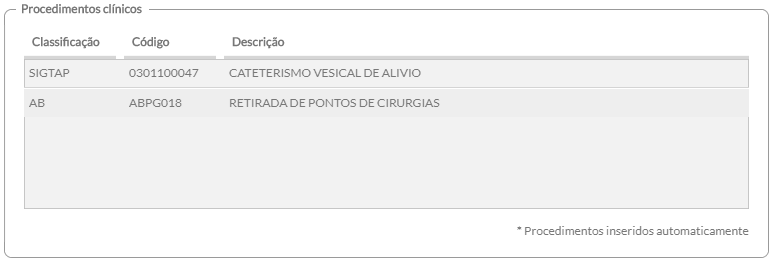 Procedimentos clínicos
Classificação Código Descrição
SIGTAP 0301100047 CATETERISMO VESICAL DE ALIVIO
AB ABPG018 RETIRADA DE PONTOS DE CIRURGIAS
* Procedimentos inseridos automaticamente